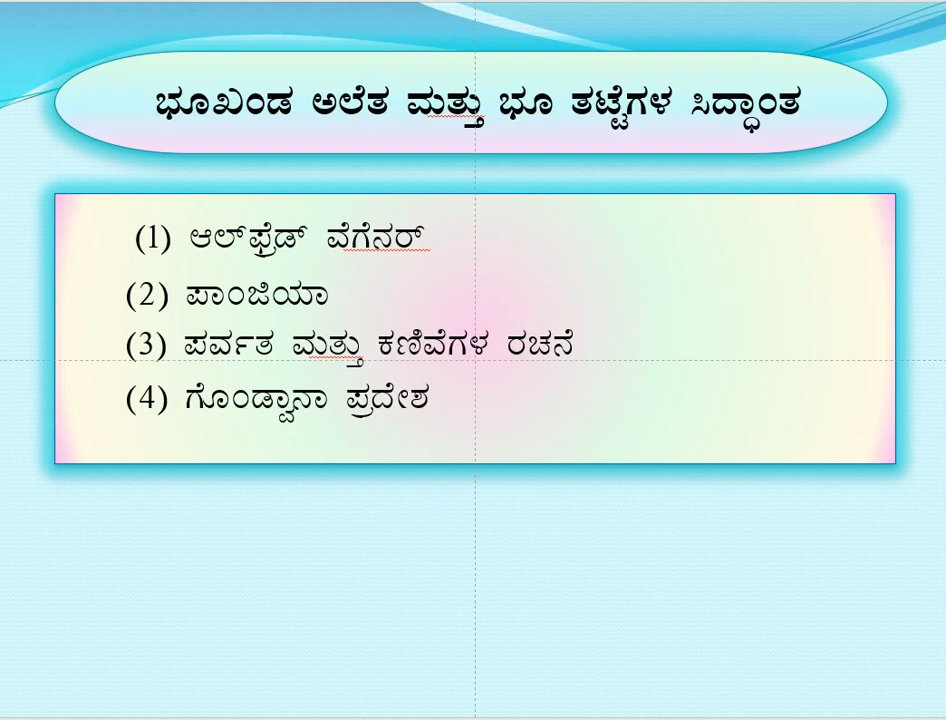 ಭೂಖಂಡ ಅಲೆತ ಮತ್ತು ಭೂ ತಟ್ಟೆಗಳ ಸಿದ್ಧಾಂತ
(1) ಆಲ್‌ಫ್ರೆಡ್ ವೆಗೆನರ್
(2) ಪಾಂಜಿಯಾ
(3) ಪರ್ವತ ಮತ್ತು ಕಣಿವೆಗಳ ರಚನೆ
(4) ಗೊಂಡ್ವಾನಾ ಪ್ರದೇಶ